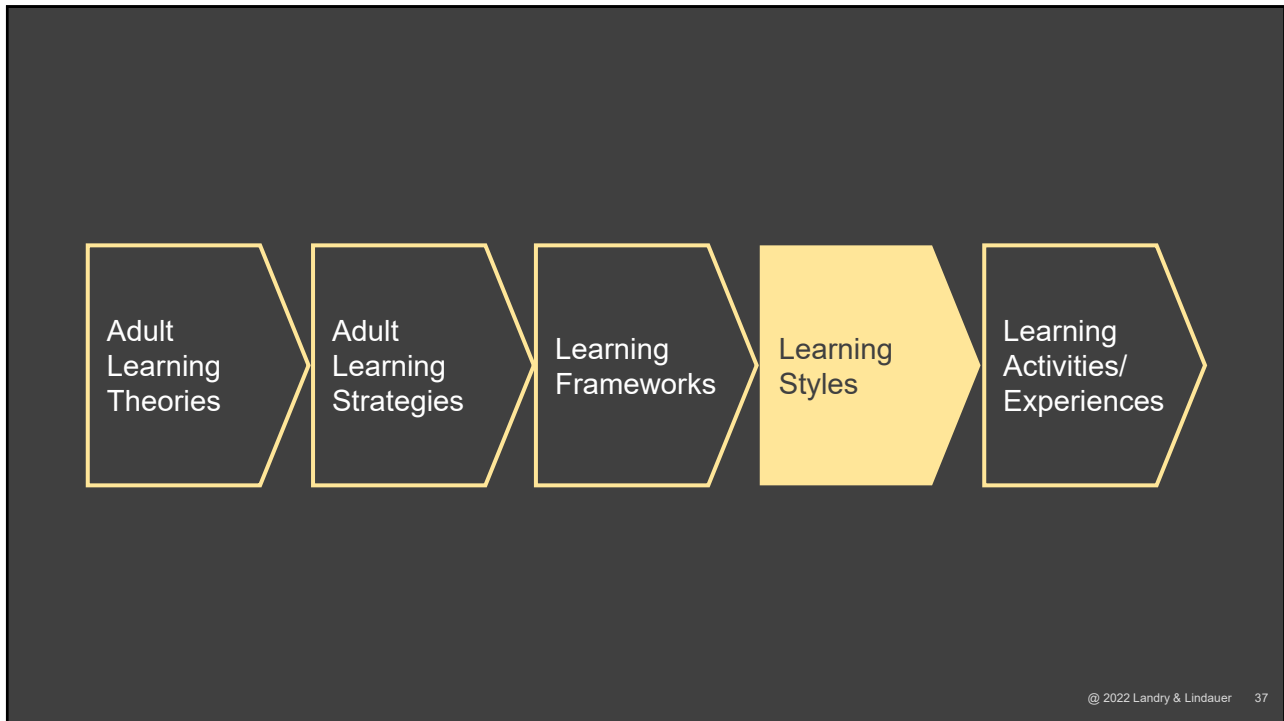 Adult
Learning
Theories
Adult
Learning
Strategies
Learning
Frameworks
Learning
Styles
Learning
Activities/
Experiences
@ 2022 Landry & Lindauer 37